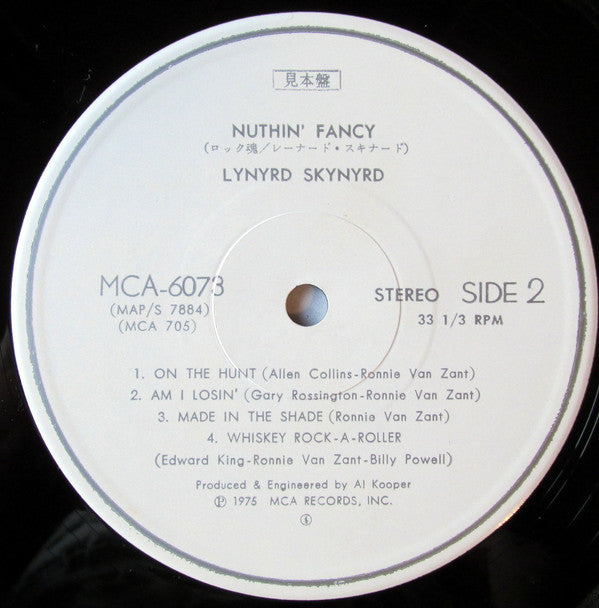 見本盤
NUTHIN' FANCY
(ロック魂/レーナード・スキナード)
LYNYRD SKYNYRD
MCA-6073
(MAP/S 7884)
(MCA 705)
STEREO SIDE 2
33 1/3 RPM
1. ON THE HUNT (Allen Collins-Ronnie Van Zant)
2. AM I LOSIN' (Gary Rossington-Ronnie Van Zant)
3. MADE IN THE SHADE (Ronnie Van Zant)
4. WHISKEY ROCK-A-ROLLER
(Edward King-Ronnie Van Zant-Billy Powell)
Produced & Engineered by Al Kooper
℗ 1975 MCA RECORDS, INC.